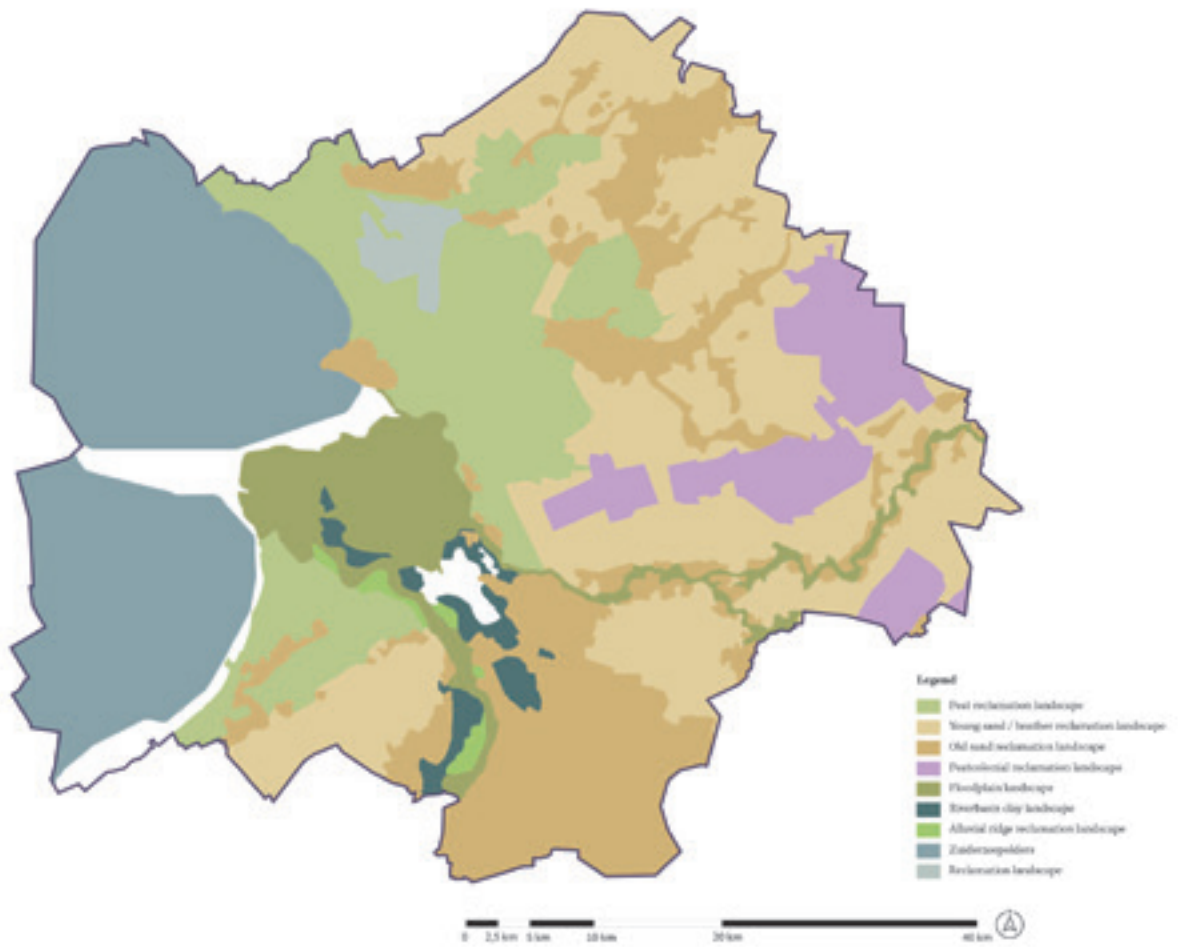 Legend
Peat reclamation landscape
Young sand / heather reclamation landscape
Old sand reclamation landscape
Peatcolonial reclamation landscape
Floodplain landscape
Riverbasin clay landscape
Alluvial ridge reclamation landscape
Zuiderzeepolders
Reclamation landscape
0 2,5 km 5 km 10 km 20 km 40 km